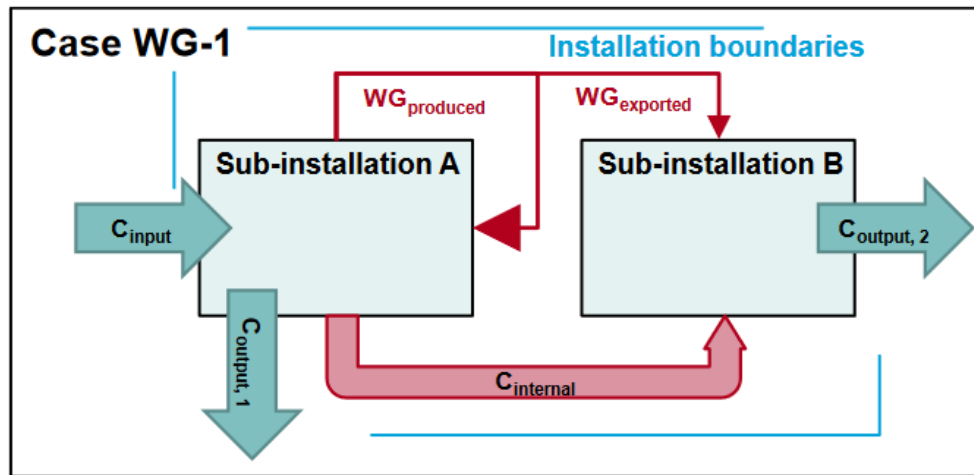 Case WG-1
Installation boundaries
WGproduced
WGexported
Sub-installation A
Sub-installation B
Cinput
Coutput, 2
Coutput, 1
Cinternal